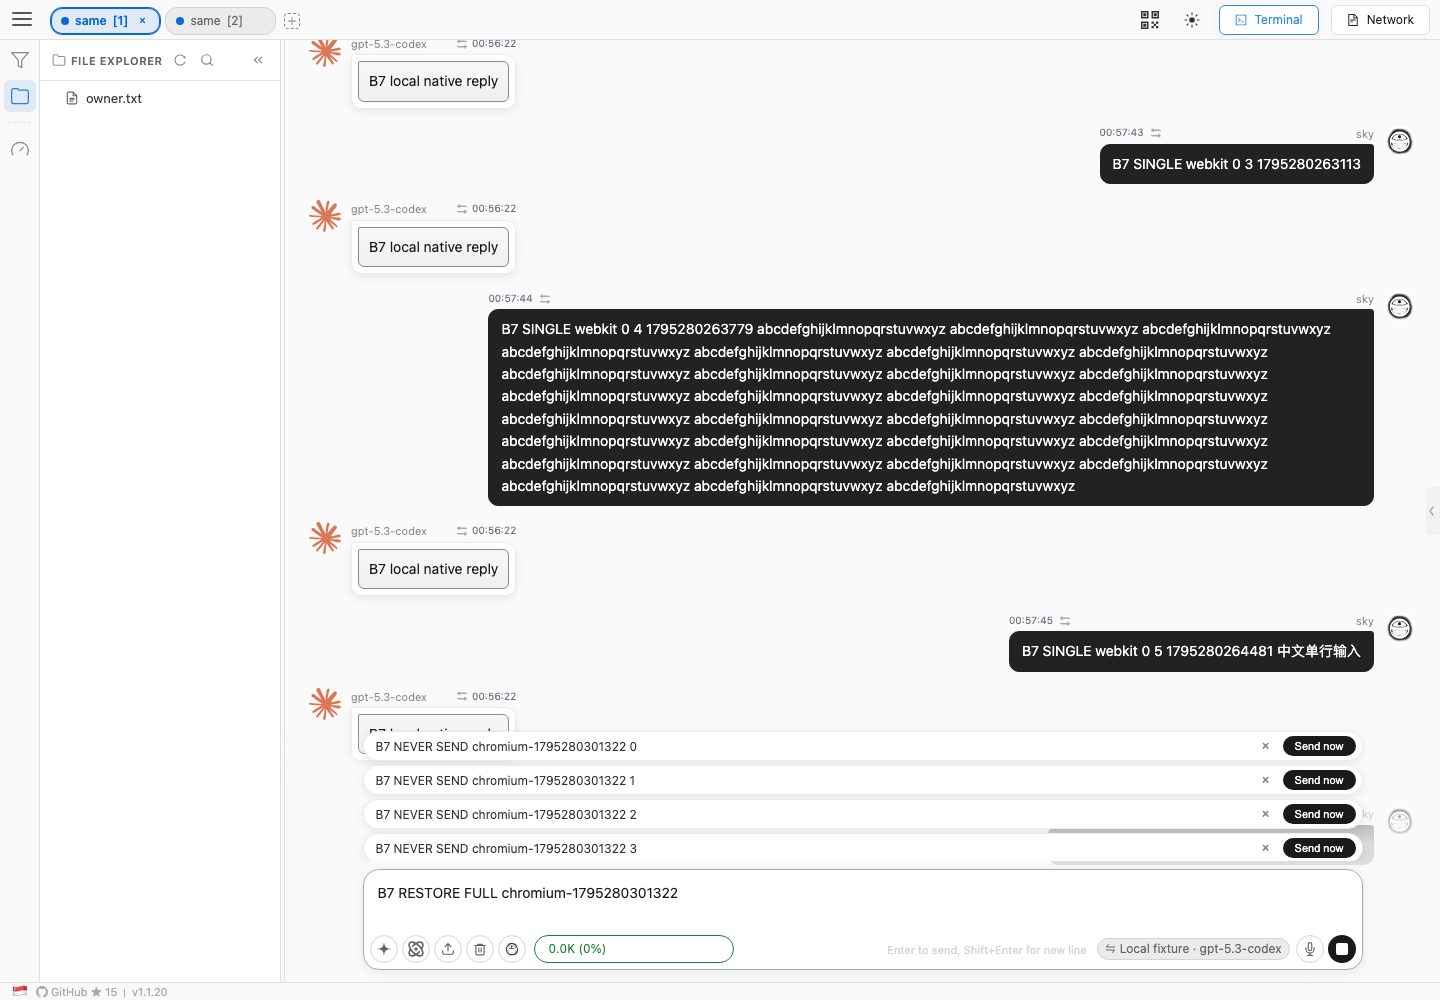 same [1] ×
same [2]
Terminal
Network
FILE EXPLORER
owner.txt
gpt-5.3-codex 00:56:22
B7 local native reply
00:57:43 sky
B7 SINGLE webkit 0 3 1795280263113
gpt-5.3-codex 00:56:22
B7 local native reply
00:57:44 sky
B7 SINGLE webkit 0 4 1795280263779 abcdefghijklmnopqrstuvwxyz abcdefghijklmnopqrstuvwxyz abcdefghijklmnopqrstuvwxyz
abcdefghijklmnopqrstuvwxyz abcdefghijklmnopqrstuvwxyz abcdefghijklmnopqrstuvwxyz abcdefghijklmnopqrstuvwxyz
abcdefghijklmnopqrstuvwxyz abcdefghijklmnopqrstuvwxyz abcdefghijklmnopqrstuvwxyz abcdefghijklmnopqrstuvwxyz
abcdefghijklmnopqrstuvwxyz abcdefghijklmnopqrstuvwxyz abcdefghijklmnopqrstuvwxyz abcdefghijklmnopqrstuvwxyz
abcdefghijklmnopqrstuvwxyz abcdefghijklmnopqrstuvwxyz abcdefghijklmnopqrstuvwxyz abcdefghijklmnopqrstuvwxyz
abcdefghijklmnopqrstuvwxyz abcdefghijklmnopqrstuvwxyz abcdefghijklmnopqrstuvwxyz abcdefghijklmnopqrstuvwxyz
abcdefghijklmnopqrstuvwxyz abcdefghijklmnopqrstuvwxyz abcdefghijklmnopqrstuvwxyz abcdefghijklmnopqrstuvwxyz
abcdefghijklmnopqrstuvwxyz abcdefghijklmnopqrstuvwxyz abcdefghijklmnopqrstuvwxyz
gpt-5.3-codex 00:56:22
B7 local native reply
00:57:45 sky
B7 SINGLE webkit 0 5 1795280264481 中文单行输入
gpt-5.3-codex 00:56:22
B7 NEVER SEND chromium-1795280301322 0 × Send now
B7 NEVER SEND chromium-1795280301322 1 × Send now
B7 NEVER SEND chromium-1795280301322 2 × Send now
B7 NEVER SEND chromium-1795280301322 3 × Send now
B7 RESTORE FULL chromium-1795280301322
0.0K (0%)
Enter to send, Shift+Enter for new line
Local fixture · gpt-5.3-codex
GitHub ★ 15 | v1.1.20